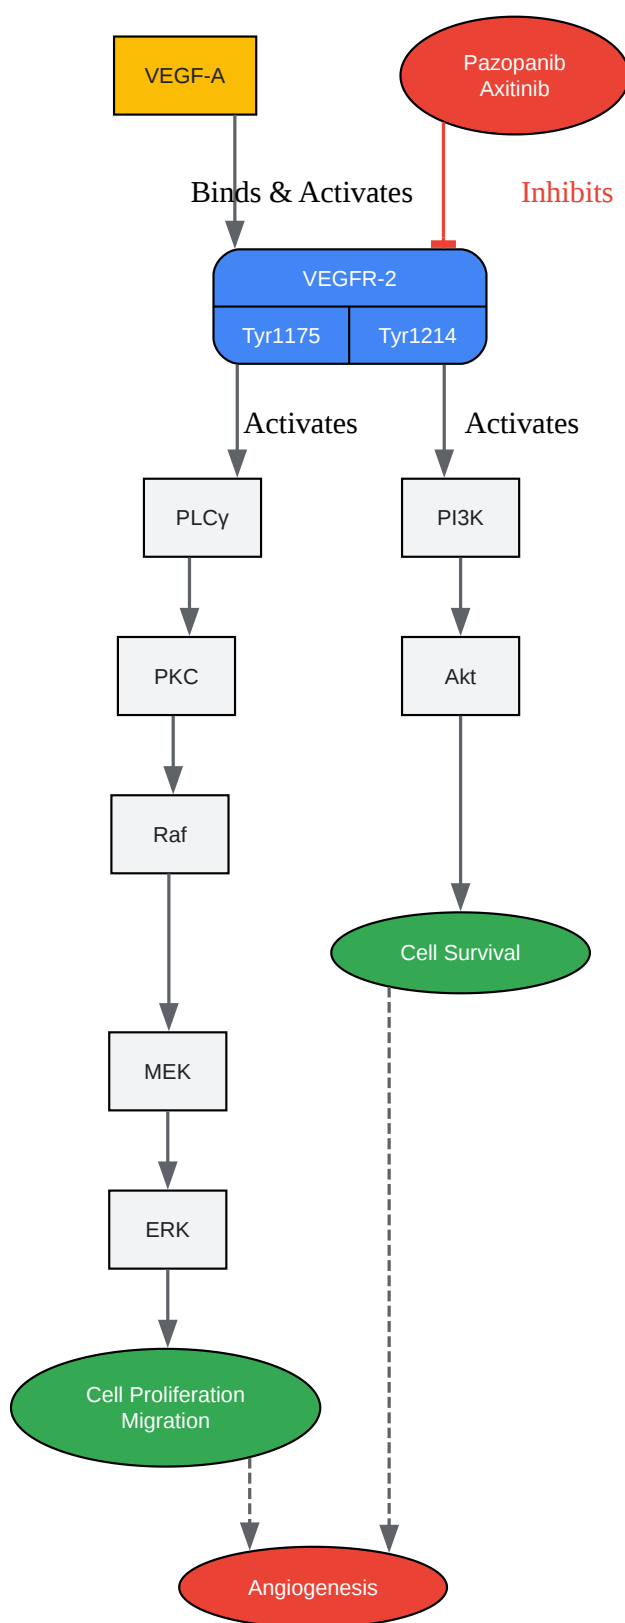 VEGF-A
Pazopanib
Axitinib
Binds & Activates
Inhibits
VEGFR-2
Tyr1175
Tyr1214
Activates
Activates
PLCγ
PI3K
PKC
Akt
Raf
Cell Survival
MEK
ERK
Cell Proliferation
Migration
Angiogenesis